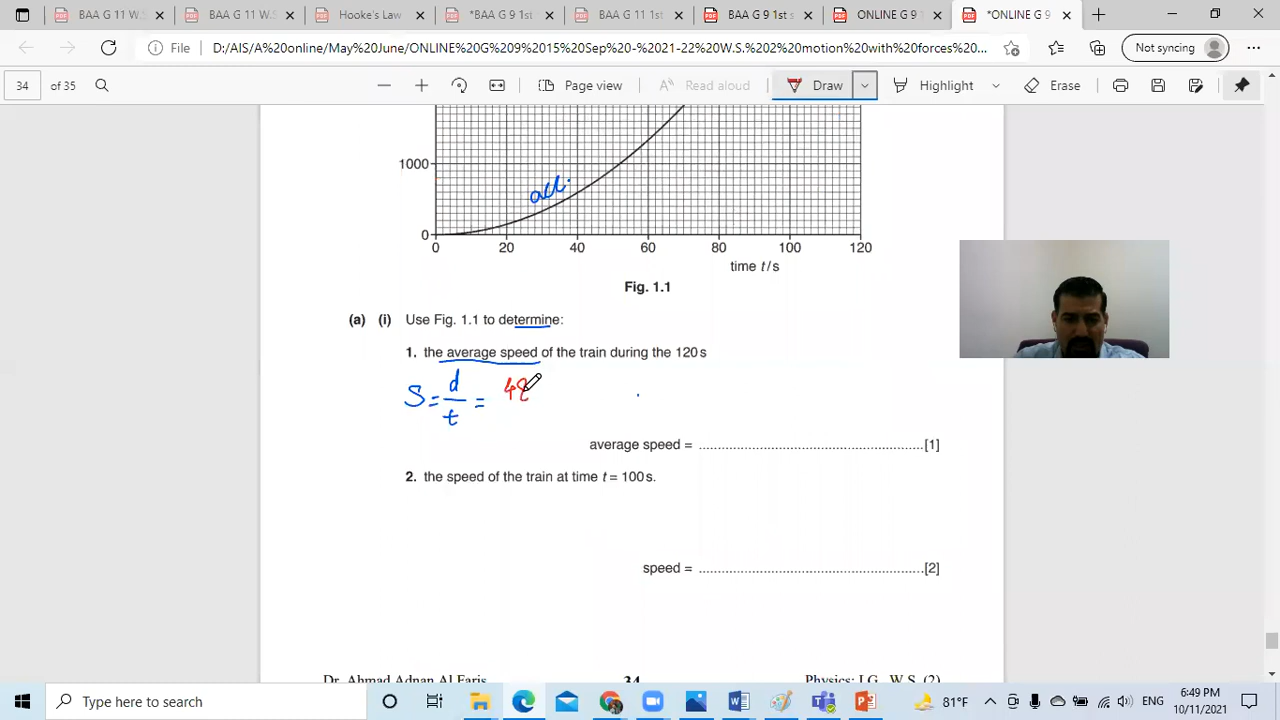 BAA G 11 W.
BAA G 11 W.
Hooke's Law
*BAA G 9 1st
BAA G 11 1st
BAA G 9 1st s
ONLINE G 9 1
*ONLINE G 9
File D:/AIS/A%20online/May%20June/ONLINE%20G%209%2015%20Sep%20-%2021-22%20W.S.%202%20motion%20with%20forces%20... Not syncing
34 of 35 Page view Read aloud Draw Highlight Erase
1000
all.
0
0 20 40 60 80 100 120
time t / s
Fig. 1.1
(a) (i) Use Fig. 1.1 to determine:
1. the average speed of the train during the 120 s
S = d/t = 48
average speed = ........................................................[1]
2. the speed of the train at time t = 100 s.
speed = ........................................................[2]
Dr. Ahmad Adnan Al Faris 34 Physics: I.G. W.S. (2)
Type here to search 81°F ENG 6:49 PM 10/11/2021